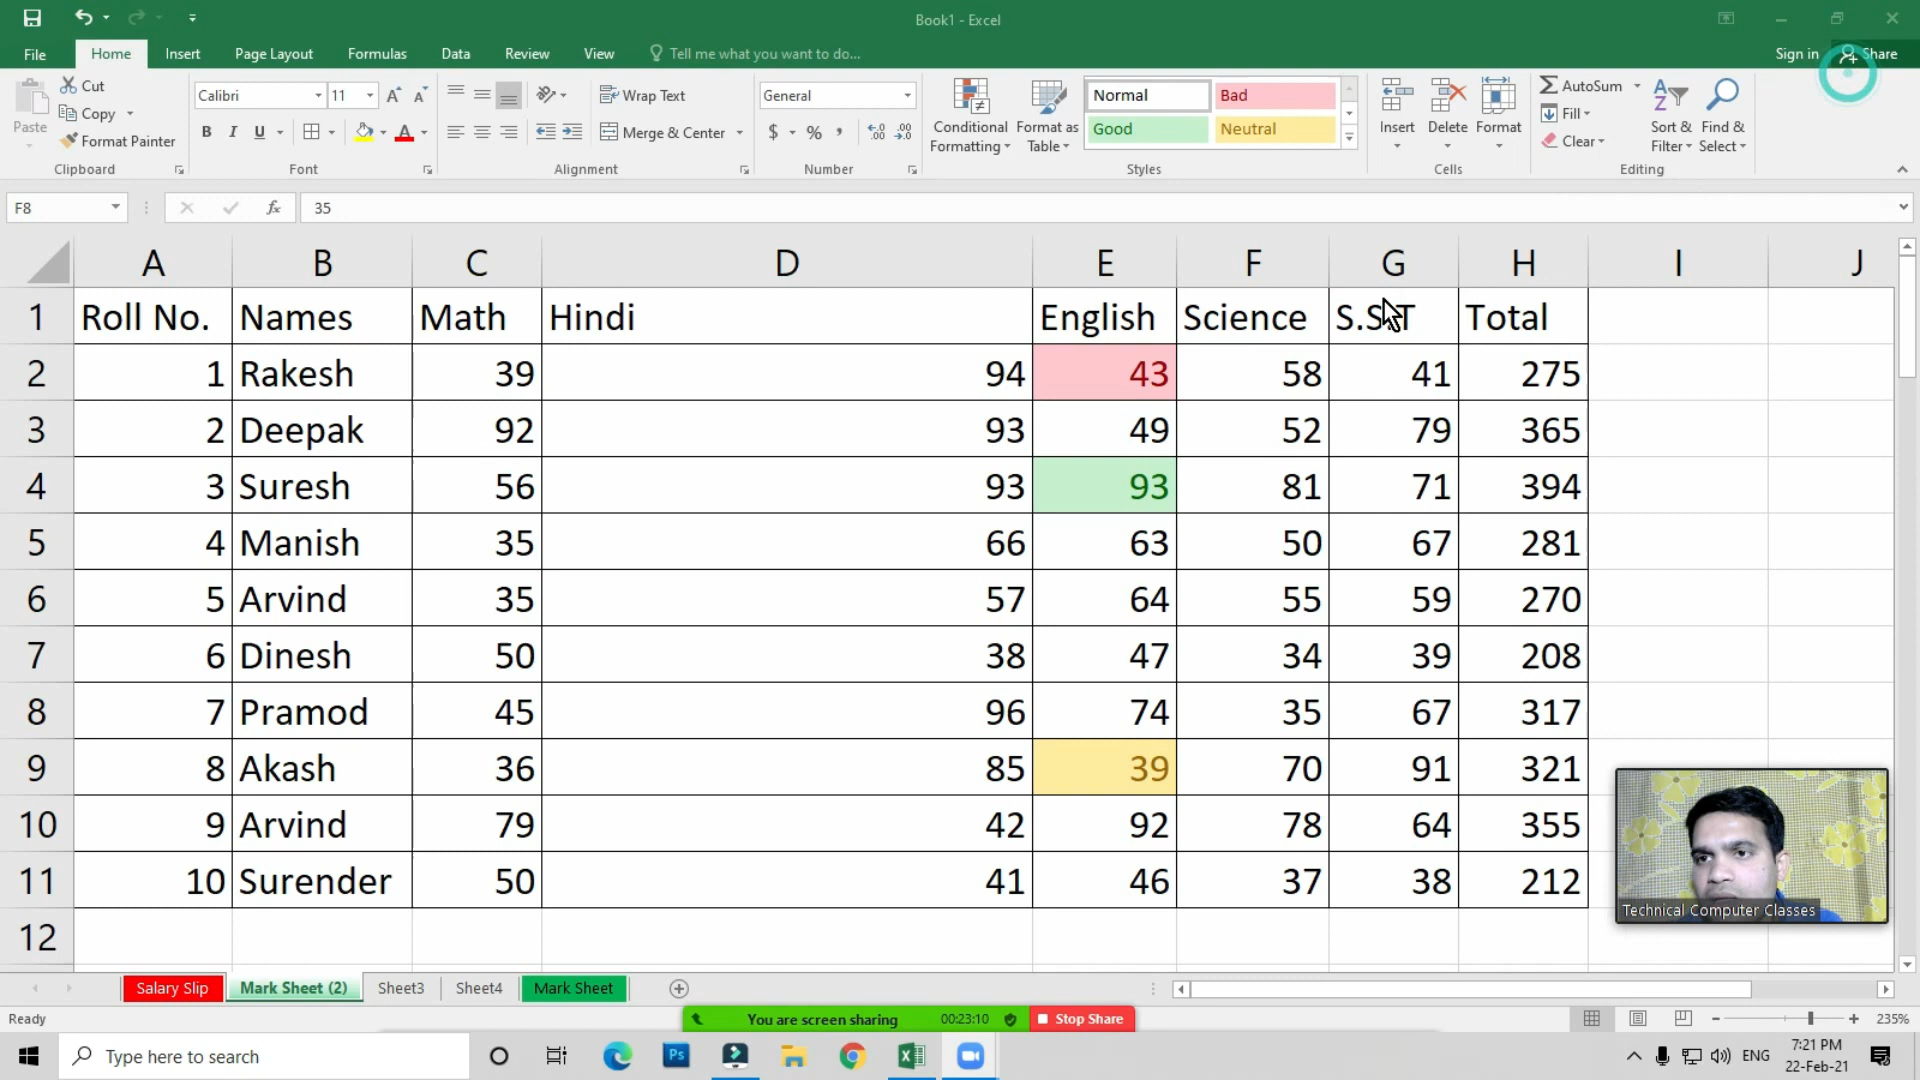 Book1 - Excel
File Home Insert Page Layout Formulas Data Review View Tell me what you want to do... Sign in Share
Paste Cut Copy Format Painter Clipboard
Calibri 11 A A B I U A Font
Wrap Text Merge & Center Alignment
General $ % Number
Conditional Formatting Format as Table Normal Bad Good Neutral Styles
Insert Delete Format Cells
AutoSum Fill Clear Sort & Filter Find & Select Editing
F8 fx 35
A B C D E F G H I J
1 Roll No. Names Math Hindi English Science S.S.T Total
2 1 Rakesh 39 94 43 58 41 275
3 2 Deepak 92 93 49 52 79 365
4 3 Suresh 56 93 93 81 71 394
5 4 Manish 35 66 63 50 67 281
6 5 Arvind 35 57 64 55 59 270
7 6 Dinesh 50 38 47 34 39 208
8 7 Pramod 45 96 74 35 67 317
9 8 Akash 36 85 39 70 91 321
10 9 Arvind 79 42 92 78 64 355
11 10 Surender 50 41 46 37 38 212
12
Technical Computer Classes
Salary Slip Mark Sheet (2) Sheet3 Sheet4 Mark Sheet
Ready You are screen sharing 00:23:10 Stop Share 235%
Type here to search Ps ENG 7:21 PM
22-Feb-21